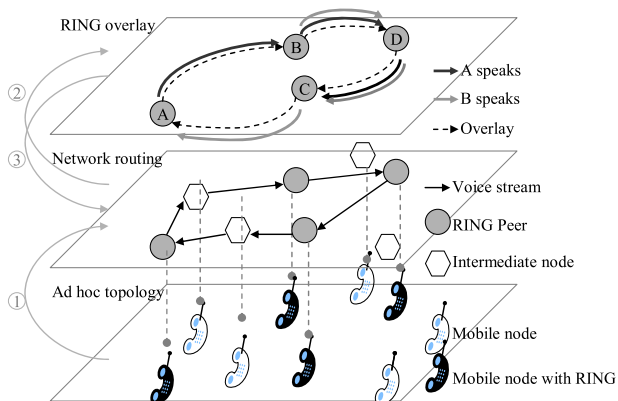 RING overlay
B
D
C
A
A speaks
B speaks
Overlay
②
③
Network routing
Voice stream
RING Peer
Intermediate node
①
Ad hoc topology
Mobile node
Mobile node with RING